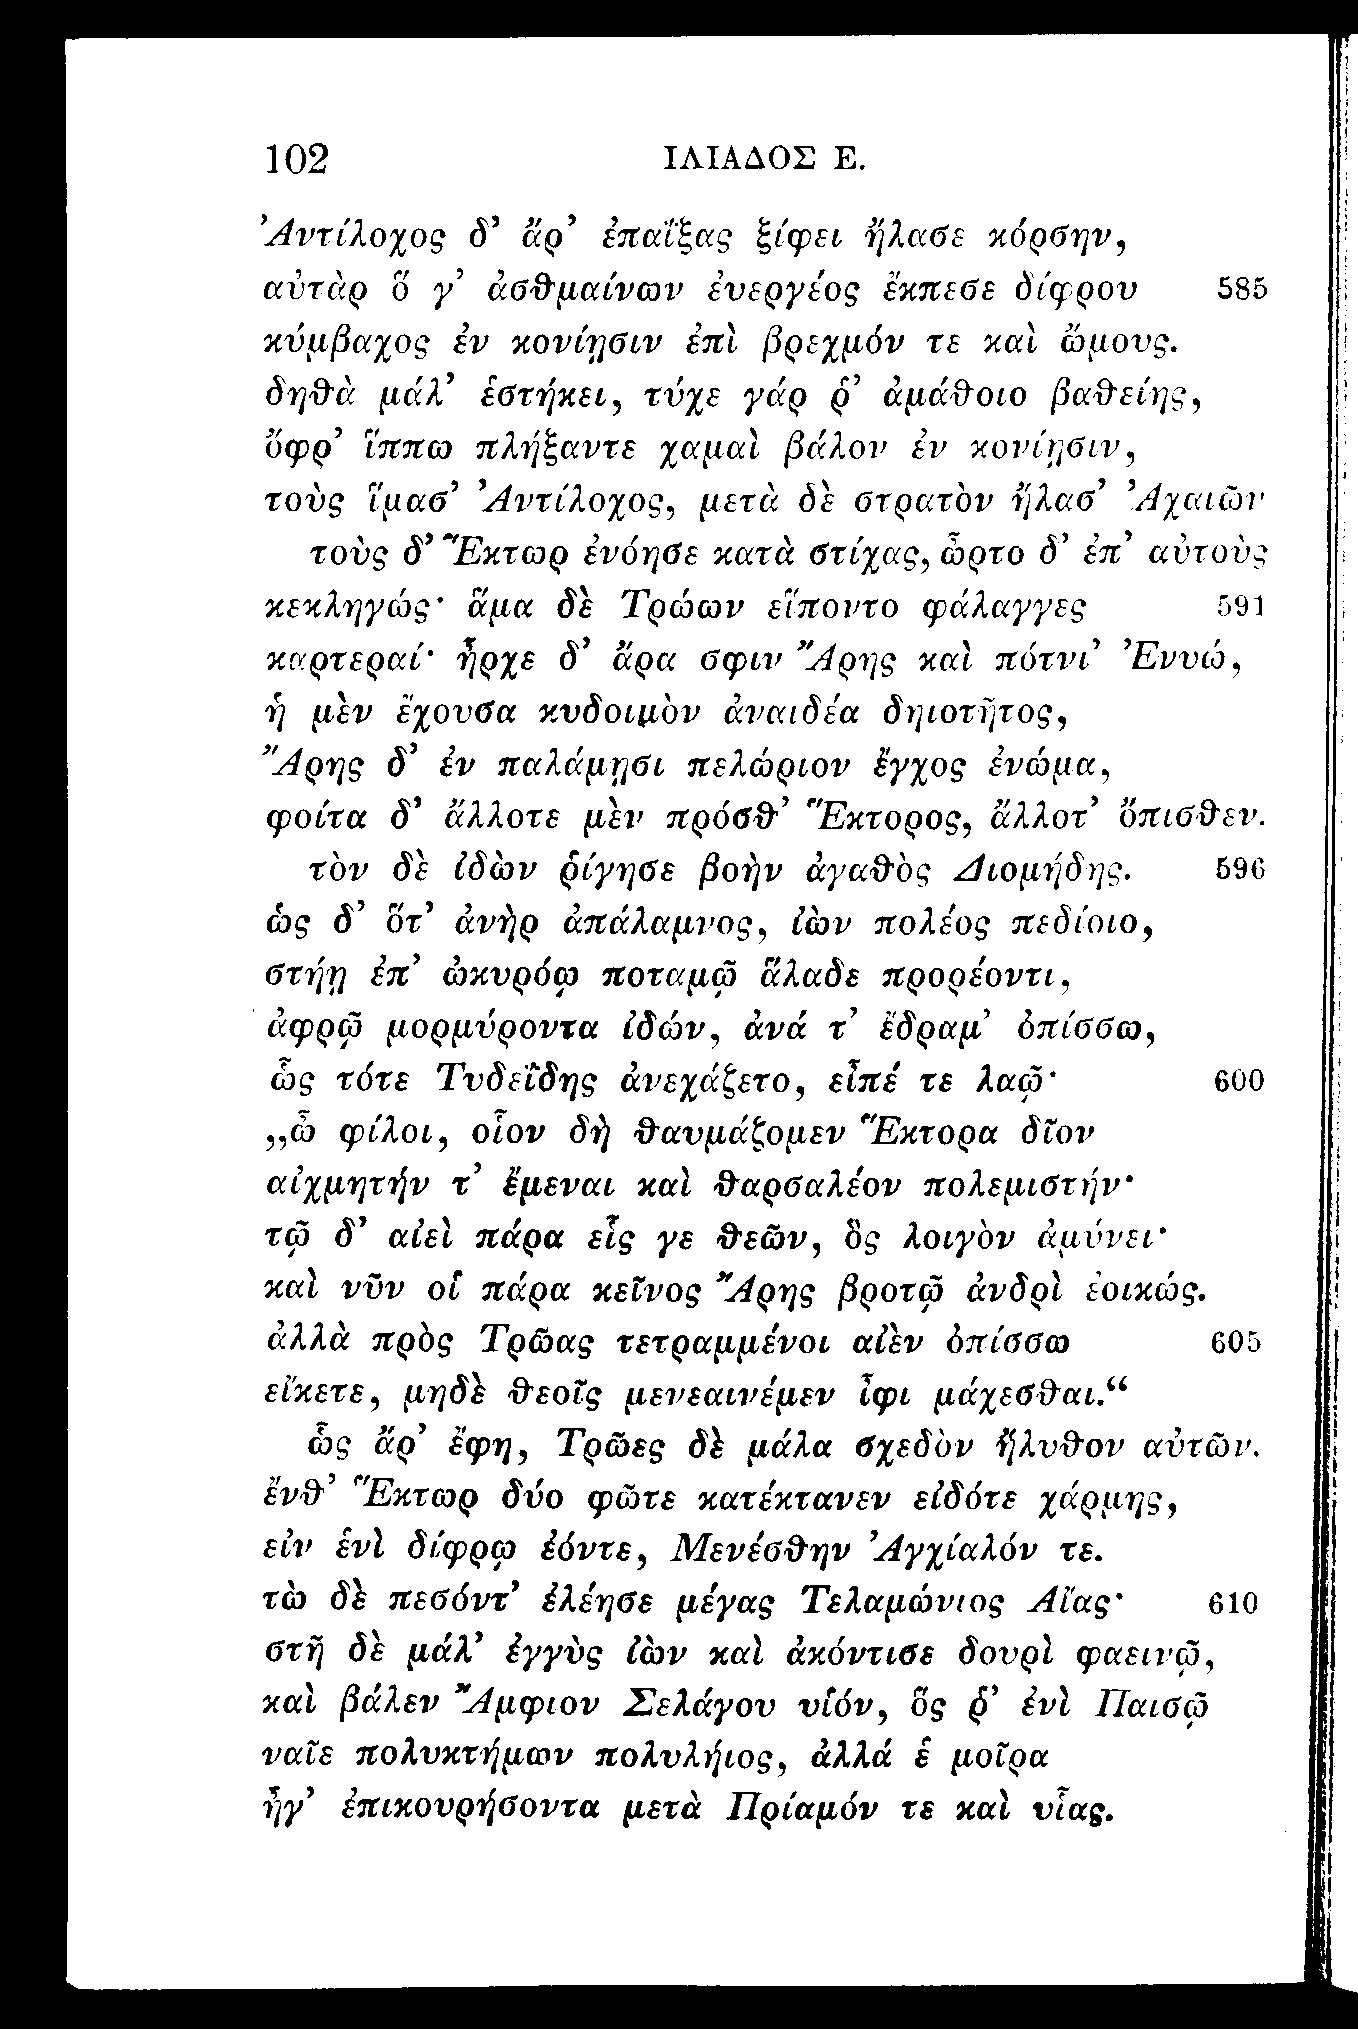 102 ΙΛΙΑΔΟΣ Ε.
Ἀντίλοχος δ’ ἄρ’ ἐπαΐξας ξίφει ἤλασε κόρσην,
αὐτὰρ ὅ γ’ ἀσθμαίνων ἐυεργέος ἔκπεσε δίφρου 585
κύμβαχος ἐν κονίῃσιν ἐπὶ βρεχμόν τε καὶ ὤμους.
δηθὰ μάλ’ ἑστήκει, τύχε γάρ ῥ’ ἀμάθοιο βαθείης,
ὄφρ’ ἵππω πλήξαντε χαμαὶ βάλον ἐν κονίῃσιν,
τοὺς ἵμασ’ Ἀντίλοχος, μετὰ δὲ στρατὸν ἤλασ’ Ἀχαιῶν
τοὺς δ’ Ἕκτωρ ἐνόησε κατὰ στίχας, ὦρτο δ’ ἐπ’ αὐτοὺς
κεκληγώς· ἅμα δὲ Τρώων εἵποντο φάλαγγες 591
καρτεραί· ἦρχε δ’ ἄρα σφιν Ἄρης καὶ πότνι’ Ἐνυώ,
ἡ μὲν ἔχουσα κυδοιμὸν ἀναιδέα δηιοτῆτος,
Ἄρης δ’ ἐν παλάμῃσι πελώριον ἔγχος ἐνώμα,
φοίτα δ’ ἄλλοτε μὲν πρόσθ’ Ἕκτορος, ἄλλοτ’ ὄπισθεν.
τὸν δὲ ἰδὼν ῥίγησε βοὴν ἀγαθὸς Διομήδης. 596
ὡς δ’ ὅτ’ ἀνὴρ ἀπάλαμνος, ἰὼν πολέος πεδίοιο,
στήῃ ἐπ’ ὠκυρόῳ ποταμῷ ἅλαδε προρέοντι,
ἀφρῷ μορμύροντα ἰδών, ἀνά τ’ ἔδραμ’ ὀπίσσω,
ὣς τότε Τυδεΐδης ἀνεχάζετο, εἶπέ τε λαῷ· 600
„ὦ φίλοι, οἷον δὴ θαυμάζομεν Ἕκτορα δῖον
αἰχμητήν τ’ ἔμεναι καὶ θαρσαλέον πολεμιστήν·
τῷ δ’ αἰεὶ πάρα εἷς γε θεῶν, ὃς λοιγὸν ἀμύνει·
καὶ νῦν οἱ πάρα κεῖνος Ἄρης βροτῷ ἀνδρὶ ἐοικώς.
ἀλλὰ πρὸς Τρῶας τετραμμένοι αἰὲν ὀπίσσω 605
εἴκετε, μηδὲ θεοῖς μενεαινέμεν ἶφι μάχεσθαι.“
ὣς ἄρ’ ἔφη, Τρῶες δὲ μάλα σχεδὸν ἤλυθον αὐτῶν.
ἔνθ’ Ἕκτωρ δύο φῶτε κατέκτανεν εἰδότε χάρμης,
εἰν ἑνὶ δίφρῳ ἐόντε, Μενέσθην Ἀγχίαλόν τε.
τὼ δὲ πεσόντ’ ἐλέησε μέγας Τελαμώνιος Αἴας· 610
στῆ δὲ μάλ’ ἐγγὺς ἰὼν καὶ ἀκόντισε δουρὶ φαεινῷ,
καὶ βάλεν Ἄμφιον Σελάγου υἱόν, ὅς ῥ’ ἐνὶ Παισῷ
ναῖε πολυκτήμων πολυλήιος, ἀλλά ἑ μοῖρα
ἦγ’ ἐπικουρήσοντα μετὰ Πρίαμόν τε καὶ υἷας.